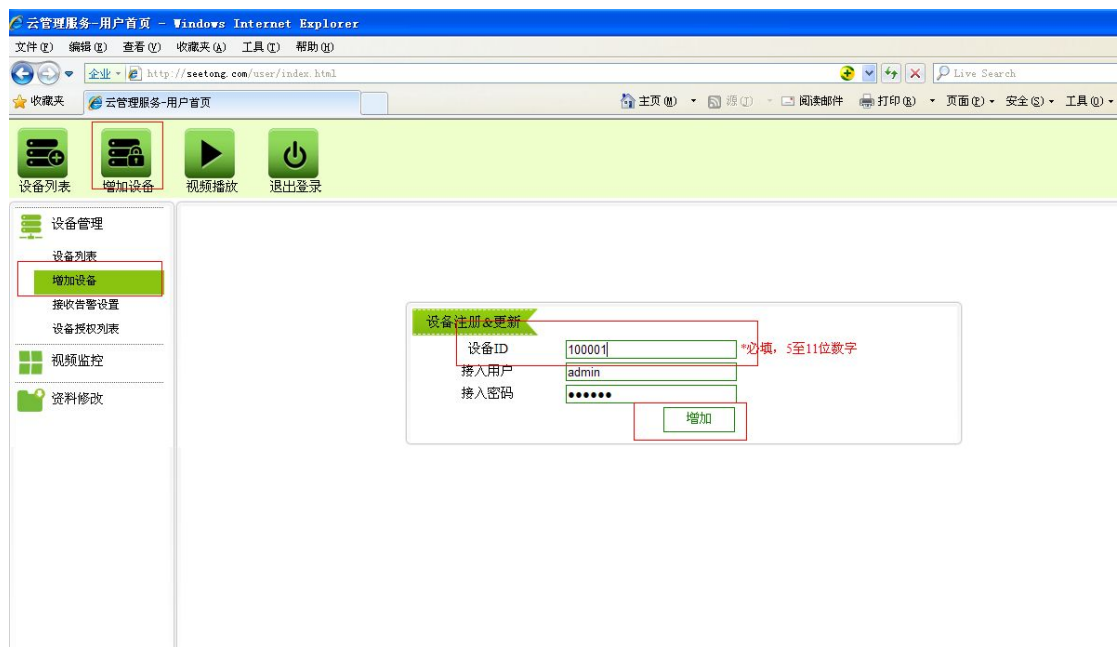 云管理服务-用户首页 - Windows Internet Explorer
文件(F) 编辑(E) 查看(V) 收藏夹(A) 工具(T) 帮助(H)
企业 http://seetong.com/user/index.html Live Search
收藏夹 云管理服务-用户首页 主页(M) 源(J) 阅读邮件 打印(R) 页面(P) 安全(S) 工具(O)
设备列表 增加设备 视频播放 退出登录
设备管理
设备列表
增加设备
接收告警设置
设备授权列表
视频监控
资料修改
设备注册&更新
设备ID 100001 *必填，5至11位数字
接入用户 admin
接入密码 ●●●●●●
增加